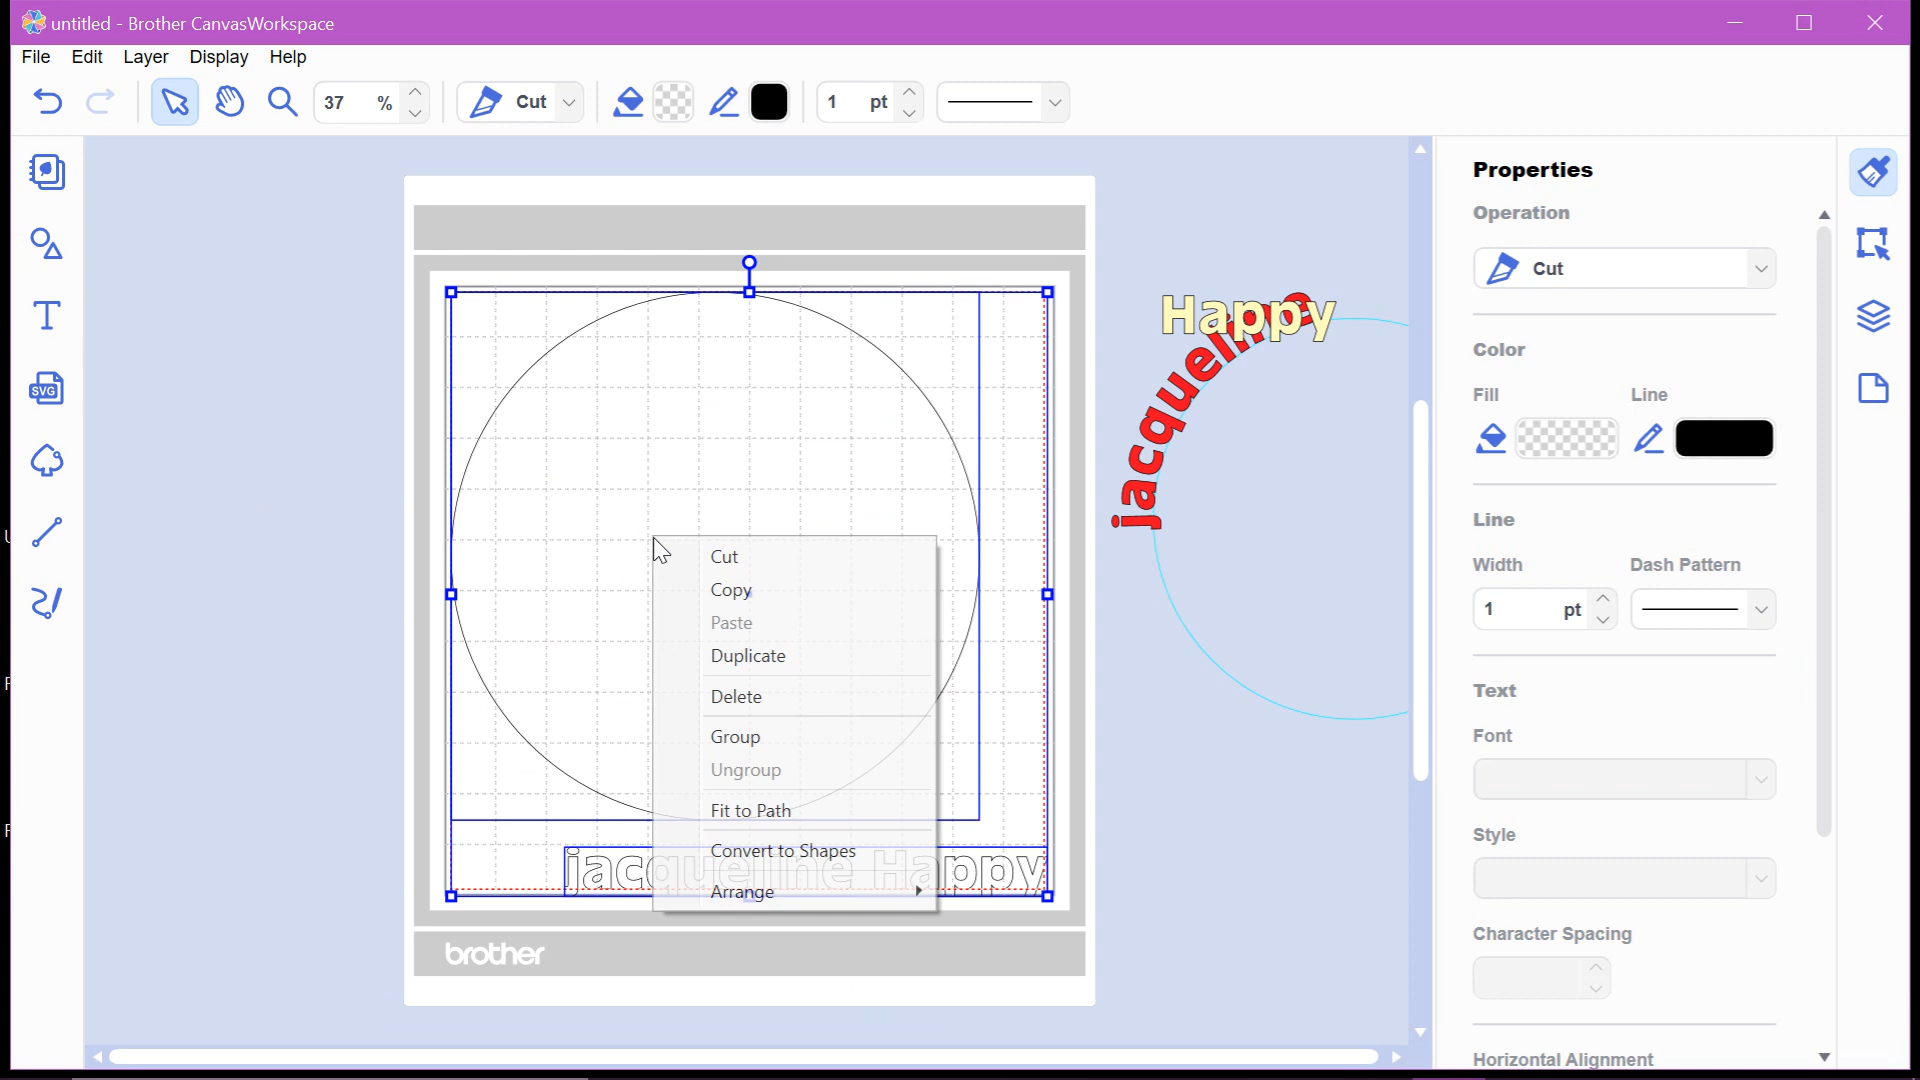 untitled - Brother CanvasWorkspace
File Edit Layer Display Help
37 %
Cut
1 pt
SVG
Happy
jacqueline
Cut
Copy
Paste
Duplicate
Delete
Group
Ungroup
Fit to Path
Convert to Shapes
Arrange
jacqueline Happy
brother
Properties
Operation
Cut
Color
Fill Line
Line
Width Dash Pattern
1 pt
Text
Font
Style
Character Spacing
Horizontal Alignment